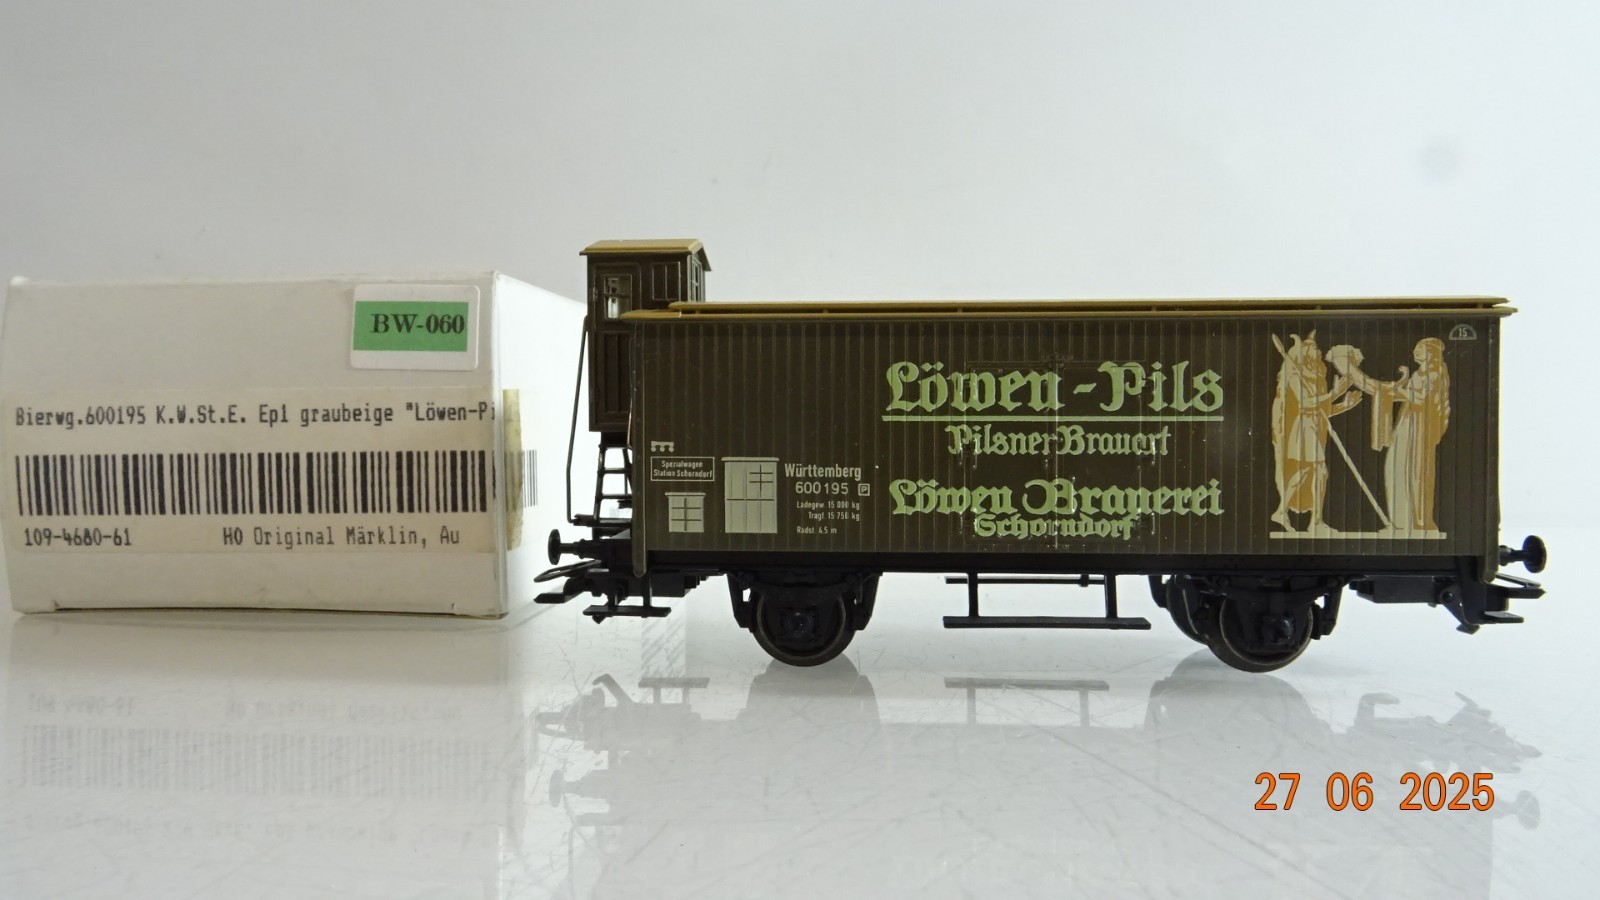 BW-060
Bierwg.600195 K.W.St.E. Ep1 graubeige "Löwen-Pi
109-4680-61 HO Original Märklin, Au
15
Löwen-Pils
Pilsner Brauart
Löwen Brauerei
Schorndorf
Spezialwagen
Station Schorndorf
Württemberg
600195 P
Ladegew 15 000 kg
Tragf. 15 750 kg
Radst. 4,5 m
27 06 2025